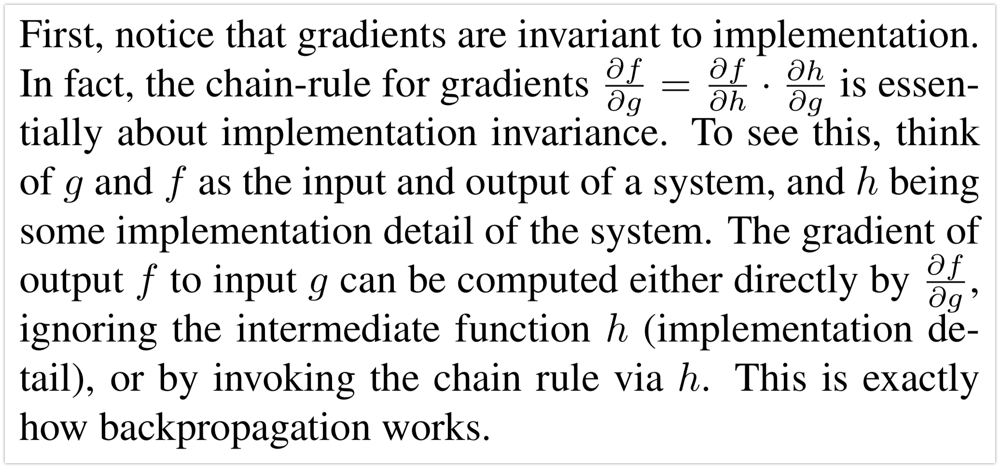 First, notice that gradients are invariant to implementation.
In fact, the chain-rule for gradients $\frac{\partial f}{\partial g} = \frac{\partial f}{\partial h} \cdot \frac{\partial h}{\partial g}$ is essen-
tially about implementation invariance. To see this, think
of $g$ and $f$ as the input and output of a system, and $h$ being
some implementation detail of the system. The gradient of
output $f$ to input $g$ can be computed either directly by $\frac{\partial f}{\partial g}$,
ignoring the intermediate function $h$ (implementation de-
tail), or by invoking the chain rule via $h$. This is exactly
how backpropagation works.